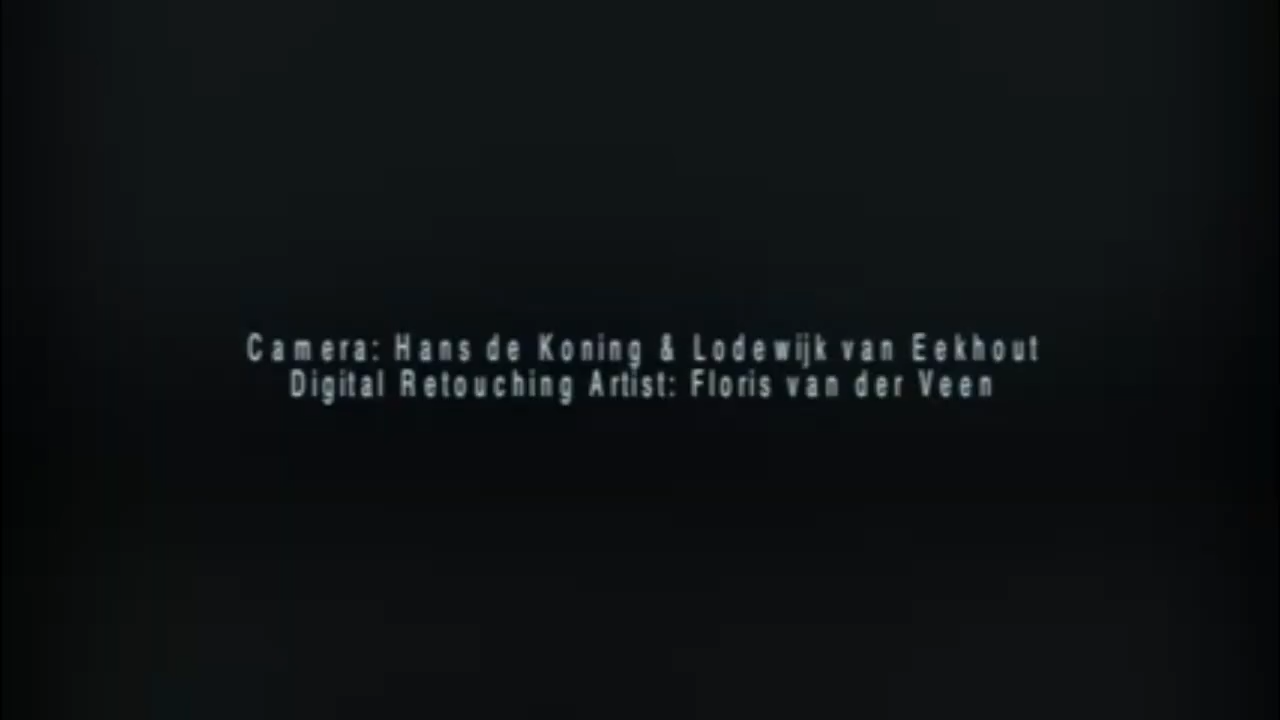 Camera: Hans de Koning & Lodewijk van Eekhout
Digital Retouching Artist: Floris van der Veen